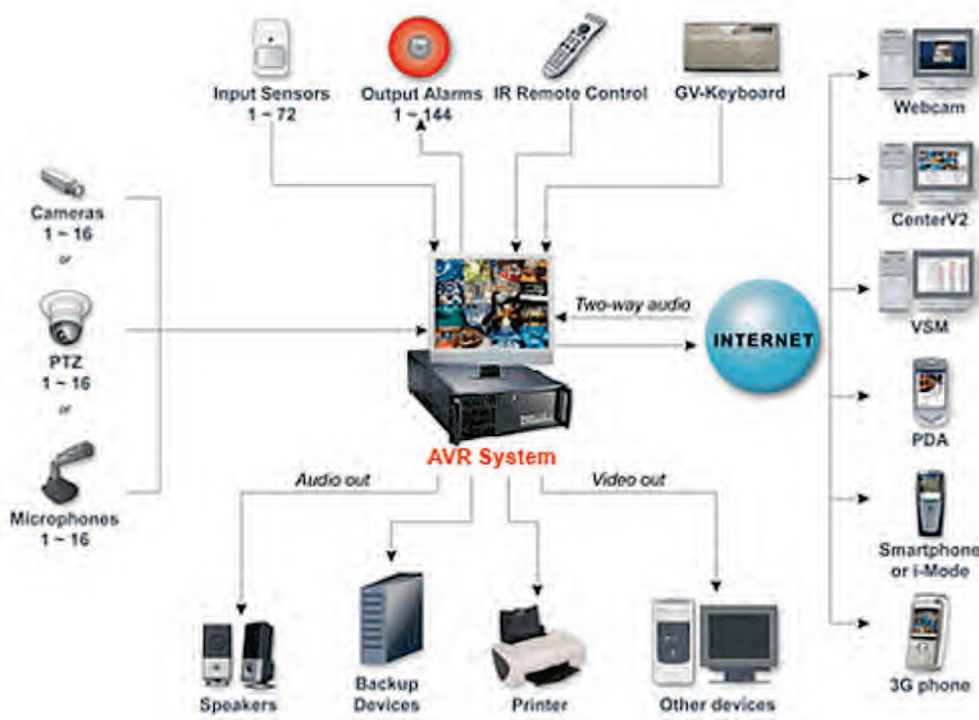 Input Sensors
1 ~ 72
Output Alarms
1 ~ 144
IR Remote Control
GV-Keyboard
Webcam
CenterV2
VSM
PDA
Smartphone
or i-Mode
3G phone
Cameras
1 ~ 16
or
PTZ
1 ~ 16
or
Microphones
1 ~ 16
Two-way audio
INTERNET
AVR System
Audio out
Video out
Speakers
Backup
Devices
Printer
Other devices